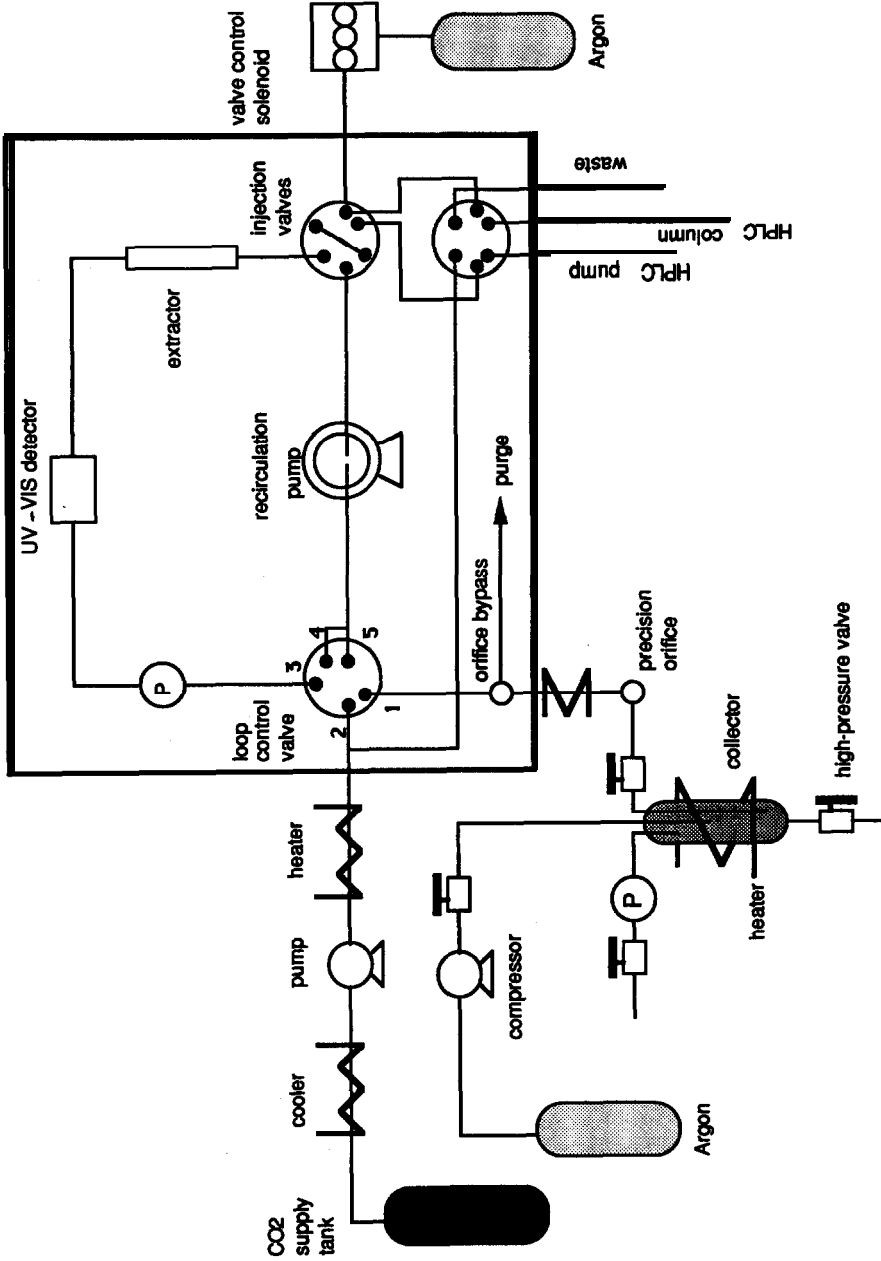 CO2
supply
tank
cooler
pump
heater
loop
control
valve
1
2
3
4
5
P
UV - VIS detector
extractor
recirculation
pump
injection
valves
valve control
solenoid
Argon
waste
HPLC column
HPLC pump
orifice bypass
purge
precision
orifice
collector
high-pressure valve
heater
P
compressor
Argon